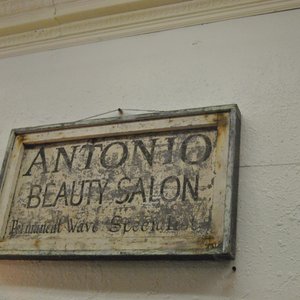 ANTONIO
BEAUTY SALON
Permanent Wave Specialist